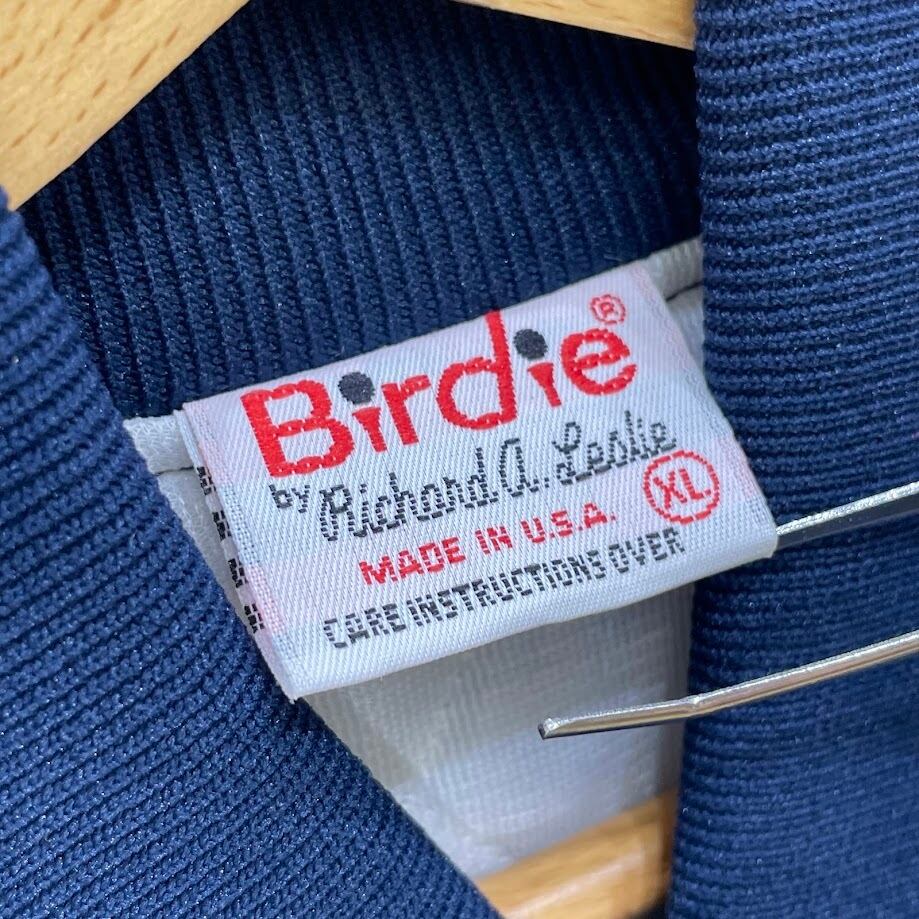 Birdie®
by Richard A. Leslie
XL
MADE IN U.S.A.
CARE INSTRUCTIONS OVER